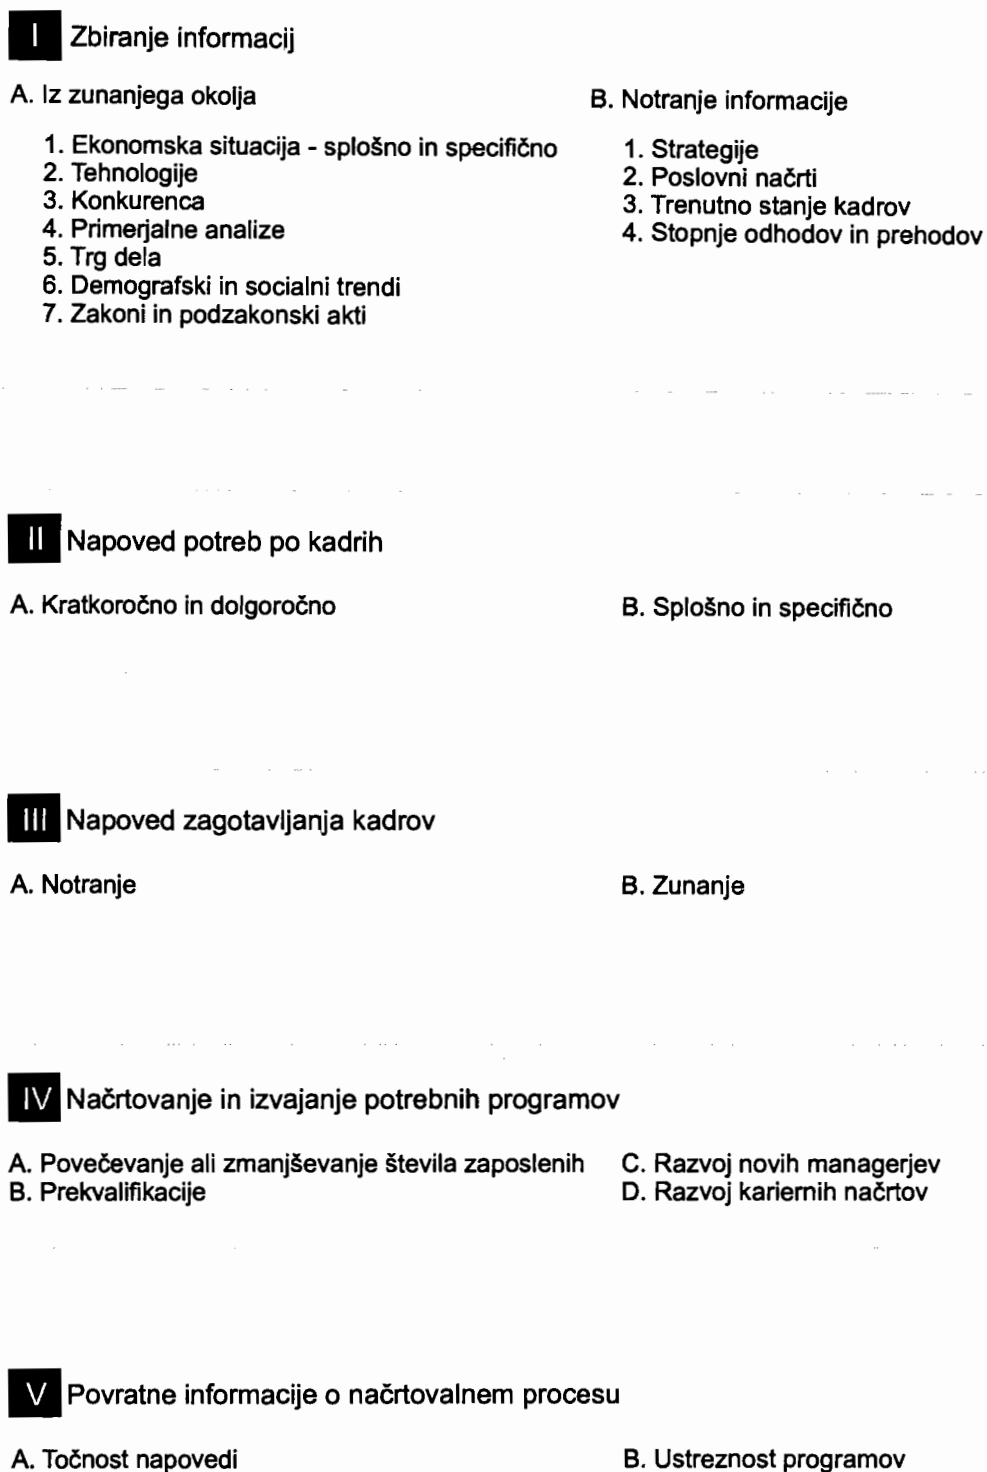 I Zbiranje informacij
A. Iz zunanjega okolja
1. Ekonomska situacija - splošno in specifično
2. Tehnologije
3. Konkurenca
4. Primerjalne analize
5. Trg dela
6. Demografski in socialni trendi
7. Zakoni in podzakonski akti
B. Notranje informacije
1. Strategije
2. Poslovni načrti
3. Trenutno stanje kadrov
4. Stopnje odhodov in prehodov
II Napoved potreb po kadrih
A. Kratkoročno in dolgoročno
B. Splošno in specifično
III Napoved zagotavljanja kadrov
A. Notranje
B. Zunanje
IV Načrtovanje in izvajanje potrebnih programov
A. Povečevanje ali zmanjševanje števila zaposlenih
B. Prekvalifikacije
C. Razvoj novih managerjev
D. Razvoj kariernih načrtov
V Povratne informacije o načrtovalnem procesu
A. Točnost napovedi
B. Ustreznost programov